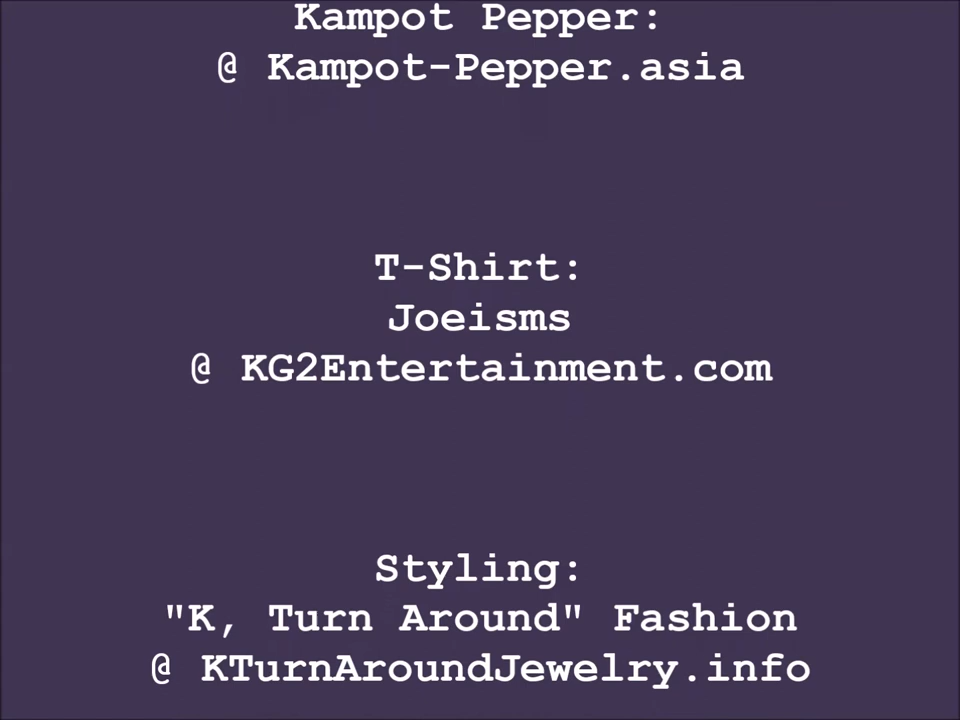 Kampot Pepper:
@ Kampot-Pepper.asia
T-Shirt:
Joeisms
@ KG2Entertainment.com
Styling:
"K, Turn Around" Fashion
@ KTurnAroundJewelry.info